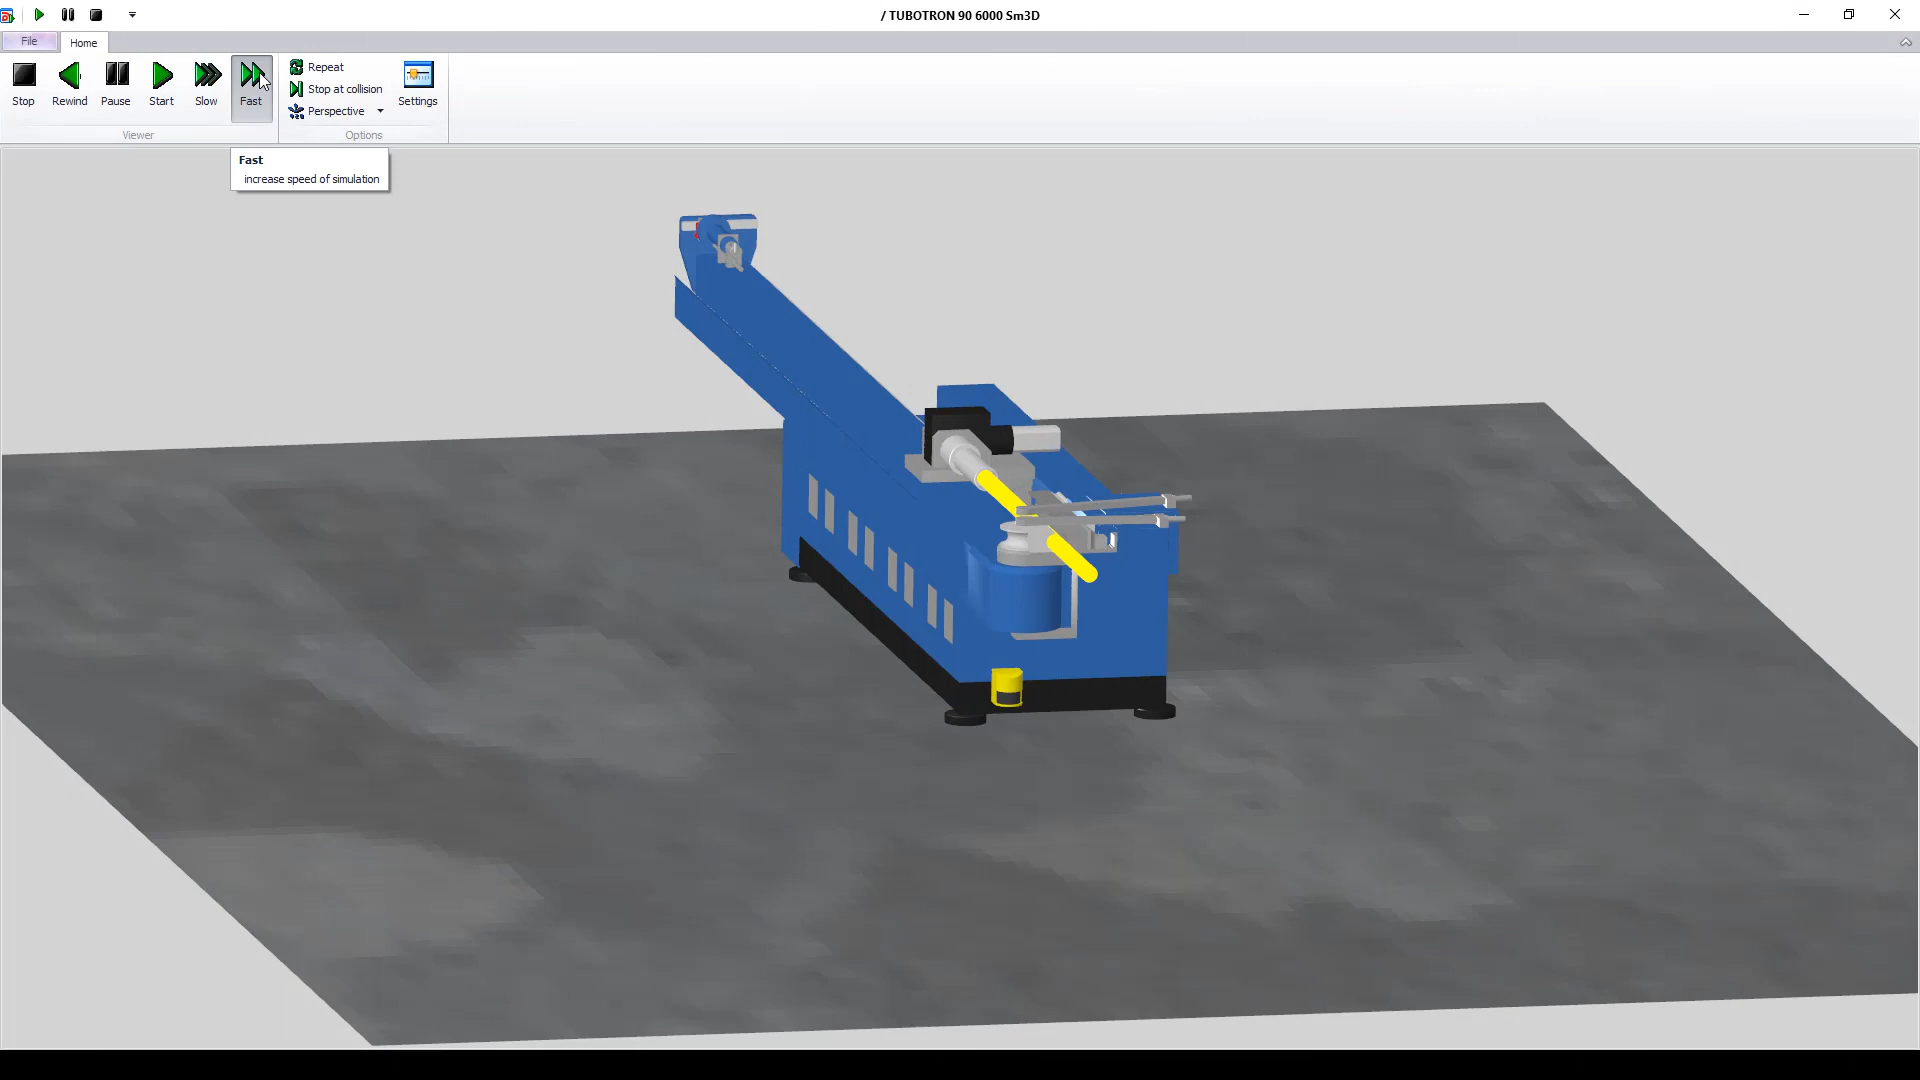 / TUBOTRON 90 6000 Sm3D
File
Home
Stop
Rewind
Pause
Start
Slow
Fast
Repeat
Stop at collision
Perspective
Settings
Viewer
Options
Fast
increase speed of simulation